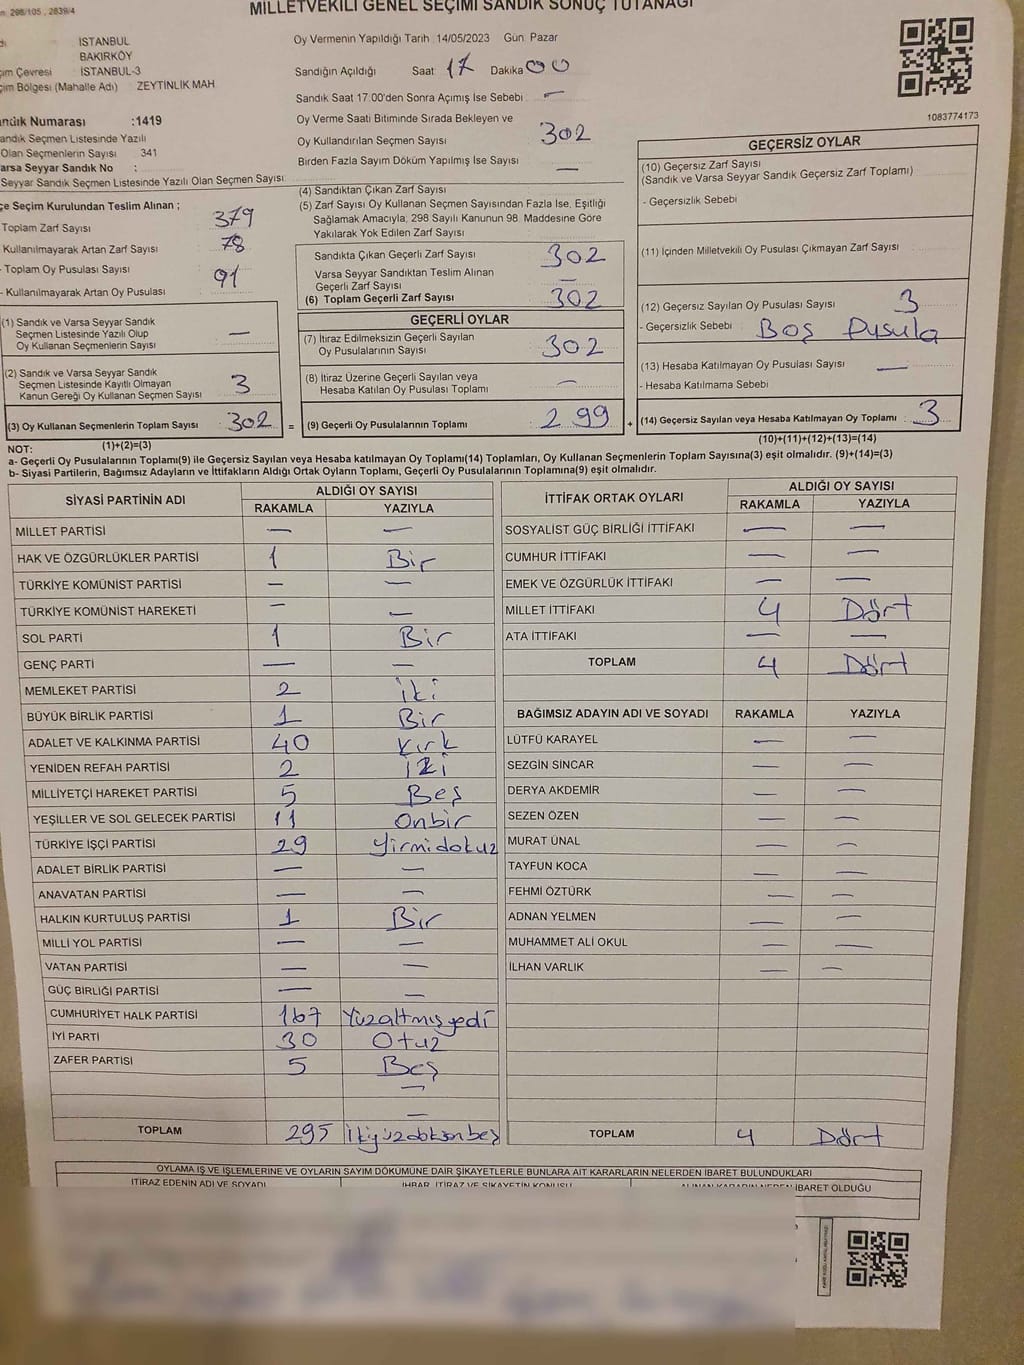 298/105, 2839/4
MİLLETVEKİLİ GENEL SEÇİMİ SANDIK SONUÇ TUTANAĞI
İSTANBUL
BAKIRKÖY
Çevresi : İSTANBUL-3
Bölgesi (Mahalle Adı) ZEYTİNLİK MAH
Oy Vermenin Yapıldığı Tarih :14/05/2023 Gün: Pazar
Sandığın Açıldığı Saat 17 Dakika 00
Sandık Saat 17.00'den Sonra Açımış İse Sebebi —
Oy Verme Saati Bitiminde Sırada Bekleyen ve
Oy Kullandırılan Seçmen Sayısı 302
Birden Fazla Sayım Döküm Yapılmış İse Sayısı —
1083774173
Numarası :1419
Seçmen Listesinde Yazılı
Olan Seçmenlerin Sayısı 341
Varsa Seyyar Sandık No :
Seyyar Sandık Seçmen Listesinde Yazılı Olan Seçmen Sayısı:
Seçim Kurulundan Teslim Alınan ;
Toplam Zarf Sayısı 379
Kullanılmayarak Artan Zarf Sayısı 78
- Toplam Oy Pusulası Sayısı 91
- Kullanılmayarak Artan Oy Pusulası
(1) Sandık ve Varsa Seyyar Sandık
Seçmen Listesinde Yazılı Olup
Oy Kullanan Seçmenlerin Sayısı —
(2) Sandık ve Varsa Seyyar Sandık
Seçmen Listesinde Kayıtlı Olmayan
Kanun Gereği Oy Kullanan Seçmen Sayısı 3
(3) Oy Kullanan Seçmenlerin Toplam Sayısı 302 =
(1)+(2)=(3)
(4) Sandıktan Çıkan Zarf Sayısı
(5) Zarf Sayısı Oy Kullanan Seçmen Sayısından Fazla İse, Eşitliği
Sağlamak Amacıyla; 298 Sayılı Kanunun 98. Maddesine Göre
Yakılarak Yok Edilen Zarf Sayısı
Sandıkta Çıkan Geçerli Zarf Sayısı 302
Varsa Seyyar Sandıktan Teslim Alınan
Geçerli Zarf Sayısı —
(6) Toplam Geçerli Zarf Sayısı 302
GEÇERLİ OYLAR
(7) İtiraz Edilmeksizin Geçerli Sayılan
Oy Pusulalarının Sayısı 302
(8) İtiraz Üzerine Geçerli Sayılan veya
Hesaba Katılan Oy Pusulası Toplamı —
(9) Geçerli Oy Pusulalarının Toplamı 299 +
GEÇERSİZ OYLAR
(10) Geçersiz Zarf Sayısı
(Sandık ve Varsa Seyyar Sandık Geçersiz Zarf Toplamı)
- Geçersizlik Sebebi
(11) İçinden Milletvekili Oy Pusulası Çıkmayan Zarf Sayısı
(12) Geçersiz Sayılan Oy Pusulası Sayısı 3
- Geçersizlik Sebebi Boş Pusula
(13) Hesaba Katılmayan Oy Pusulası Sayısı —
- Hesaba Katılmama Sebebi
(14) Geçersiz Sayılan veya Hesaba Katılmayan Oy Toplamı : 3
(10)+(11)+(12)+(13)=(14)
NOT:
a- Geçerli Oy Pusulalarının Toplamı(9) ile Geçersiz Sayılan veya Hesaba katılmayan Oy Toplamı(14) Toplamları, Oy Kullanan Seçmenlerin Toplam Sayısına(3) eşit olmalıdır. (9)+(14)=(3)
b- Siyasi Partilerin, Bağımsız Adayların ve İttifakların Aldığı Ortak Oyların Toplamı, Geçerli Oy Pusulalarının Toplamına(9) eşit olmalıdır.
SİYASİ PARTİNİN ADI ALDIĞI OY SAYISI
RAKAMLA YAZIYLA
MİLLET PARTİSİ — —
HAK VE ÖZGÜRLÜKLER PARTİSİ 1 Bir
TÜRKİYE KOMÜNİST PARTİSİ — —
TÜRKİYE KOMÜNİST HAREKETİ — —
SOL PARTİ 1 Bir
GENÇ PARTİ — —
MEMLEKET PARTİSİ 2 iki
BÜYÜK BİRLİK PARTİSİ 1 Bir
ADALET VE KALKINMA PARTİSİ 40 Kırk
YENİDEN REFAH PARTİSİ 2 iki
MİLLİYETÇİ HAREKET PARTİSİ 5 Beş
YEŞİLLER VE SOL GELECEK PARTİSİ 11 Onbir
TÜRKİYE İŞÇİ PARTİSİ 29 Yirmidokuz
ADALET BİRLİK PARTİSİ — —
ANAVATAN PARTİSİ — —
HALKIN KURTULUŞ PARTİSİ 1 Bir
MİLLİ YOL PARTİSİ — —
VATAN PARTİSİ — —
GÜÇ BİRLİĞİ PARTİSİ — —
CUMHURİYET HALK PARTİSİ 167 Yüzaltmışyedi
İYİ PARTİ 30 Otuz
ZAFER PARTİSİ 5 Beş
—
—
TOPLAM 295 İkiyüzdoksanbeş
İTTİFAK ORTAK OYLARI ALDIĞI OY SAYISI
RAKAMLA YAZIYLA
SOSYALİST GÜÇ BİRLİĞİ İTTİFAKI — —
CUMHUR İTTİFAKI — —
EMEK VE ÖZGÜRLÜK İTTİFAKI — —
MİLLET İTTİFAKI 4 Dört
ATA İTTİFAKI — —
TOPLAM 4 Dört
BAĞIMSIZ ADAYIN ADI VE SOYADI RAKAMLA YAZIYLA
LÜTFÜ KARAYEL — —
SEZGİN SİNCAR — —
DERYA AKDEMİR — —
SEZEN ÖZEN — —
MURAT ÜNAL — —
TAYFUN KOCA — —
FEHMİ ÖZTÜRK — —
ADNAN YELMEN — —
MUHAMMET ALİ OKUL — —
İLHAN VARLIK — —
TOPLAM 4 Dört
OYLAMA İŞ VE İŞLEMLERİNE VE OYLARIN SAYIM DÖKÜMÜNE DAİR ŞİKAYETLERLE BUNLARA AİT KARARLARIN NELERDEN İBARET BULUNDUKLARI
İTİRAZ EDENİN ADI VE SOYADI İHBAR, İTİRAZ VE ŞİKAYETİN KONUSU ALINAN KARARIN NEDEN İBARET OLDUĞU